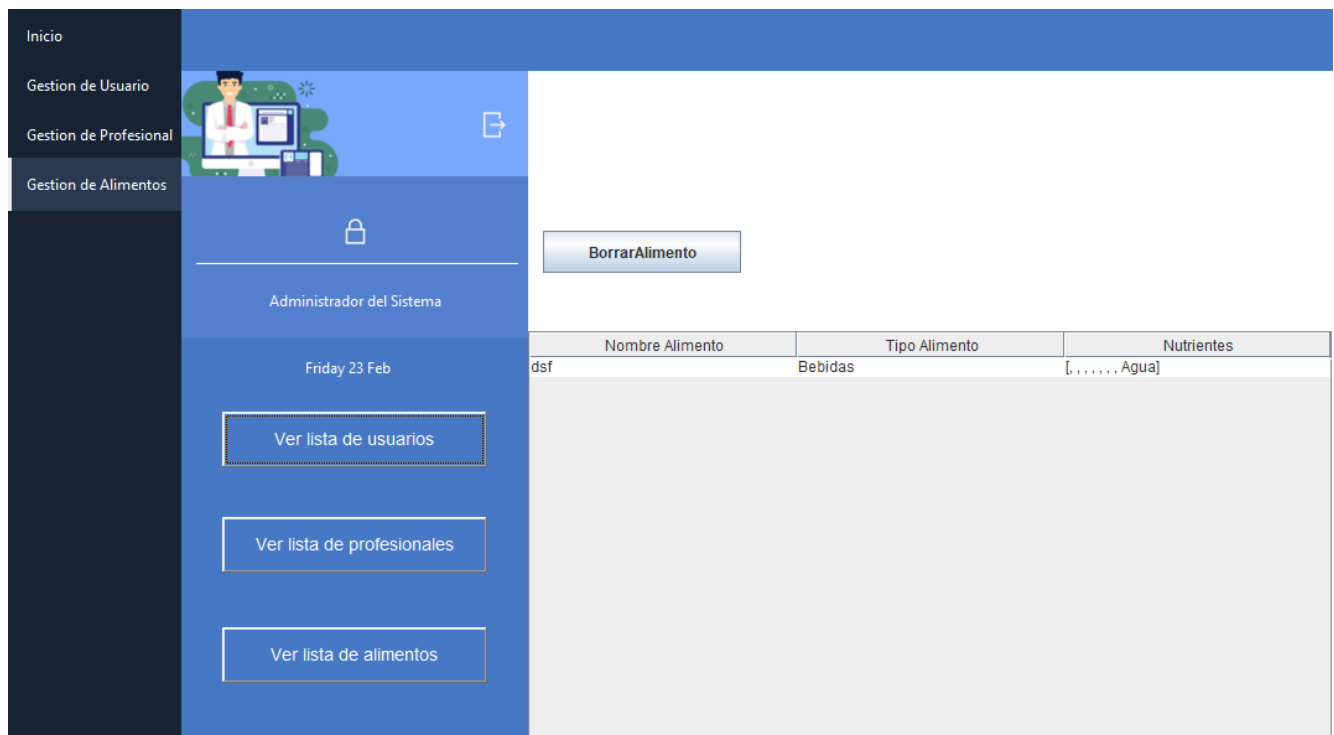 Inicio
Gestion de Usuario
Gestion de Profesional
Gestion de Alimentos
Administrador del Sistema
Friday 23 Feb
Ver lista de usuarios
Ver lista de profesionales
Ver lista de alimentos
BorrarAlimento
Nombre Alimento Tipo Alimento Nutrientes
dsf Bebidas [, , , , , , , Agua]